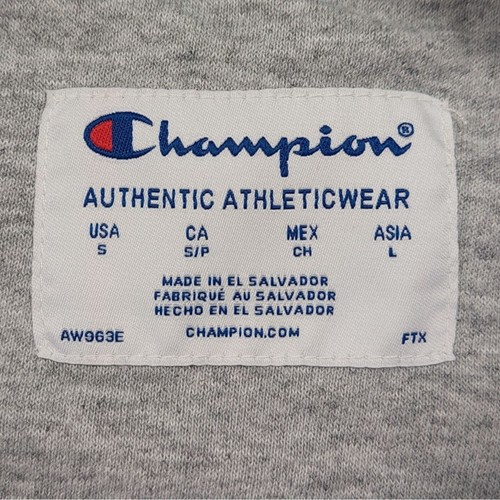 Champion®
AUTHENTIC ATHLETICWEAR
USA CA MEX ASIA
S S/P CH L
MADE IN EL SALVADOR
FABRIQUÉ AU SALVADOR
HECHO EN EL SALVADOR
AW963E CHAMPION.COM FTX